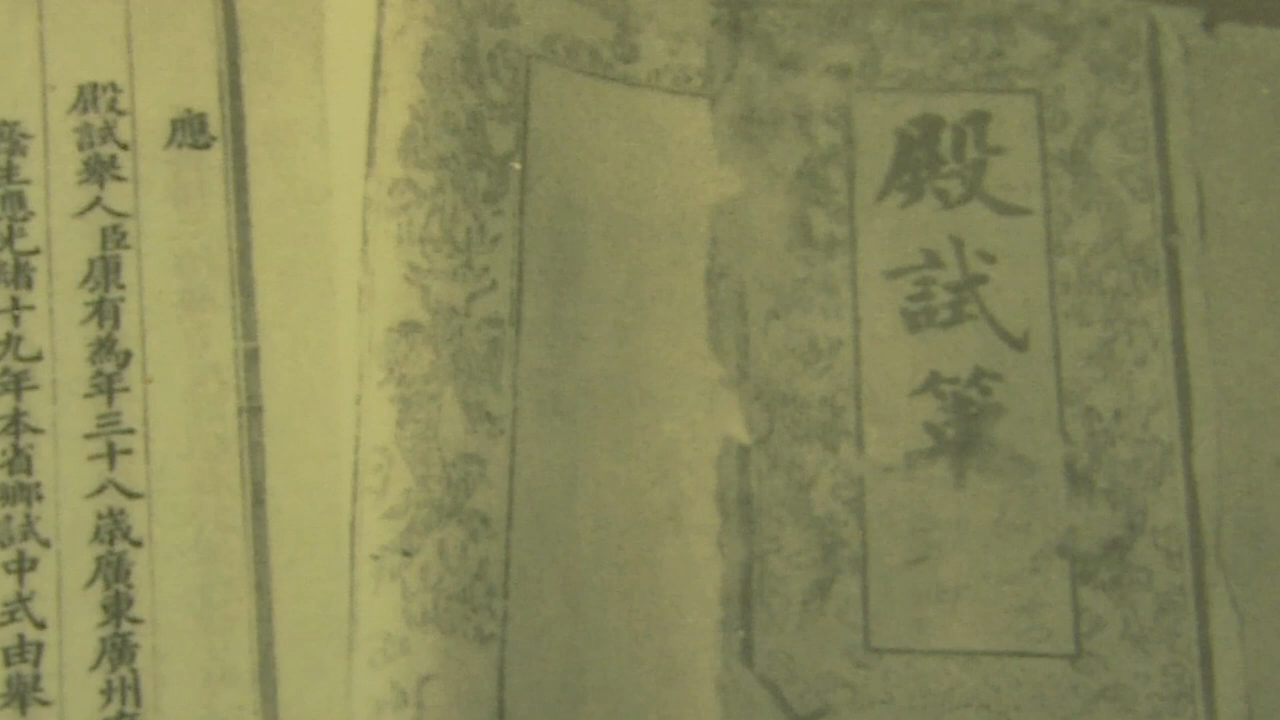 殿試策
應
殿試舉人臣康有為年三十八歲廣東廣州
生應光緒十九年本省鄉試中式由舉